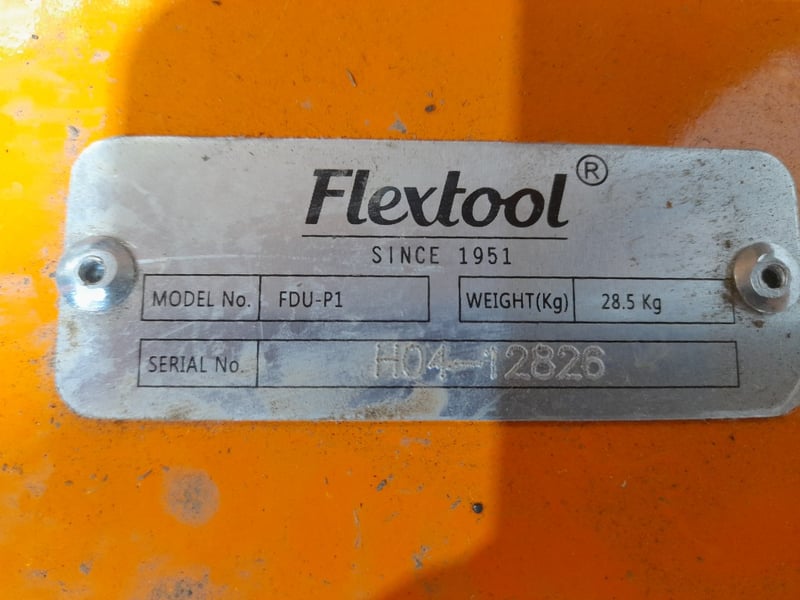 Flextool®
SINCE 1951
MODEL No. FDU-P1 WEIGHT(Kg) 28.5 Kg
SERIAL No. H04-12826